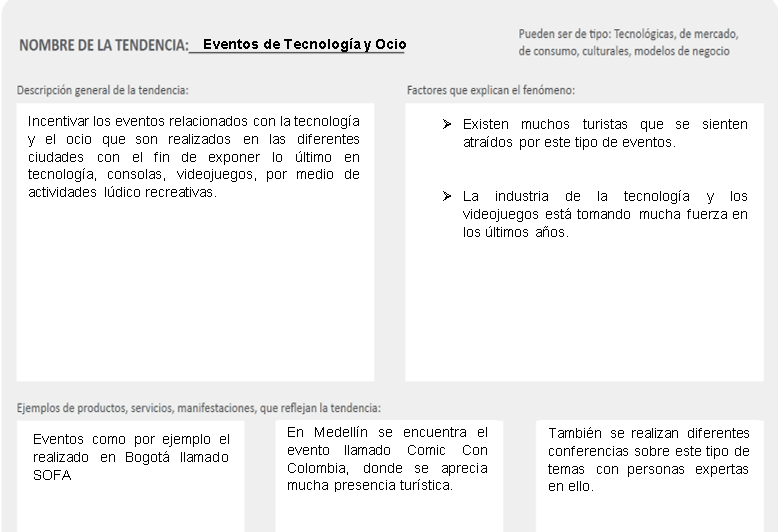 NOMBRE DE LA TENDENCIA: Eventos de Tecnología y Ocio
Pueden ser de tipo: Tecnológicas, de mercado,
de consumo, culturales, modelos de negocio
Descripción general de la tendencia:
Incentivar los eventos relacionados con la tecnología
y el ocio que son realizados en las diferentes
ciudades con el fin de exponer lo último en
tecnología, consolas, videojuegos, por medio de
actividades lúdico recreativas.
Factores que explican el fenómeno:
➢ Existen muchos turistas que se sienten
atraídos por este tipo de eventos.
➢ La industria de la tecnología y los
videojuegos está tomando mucha fuerza en
los últimos años.
Ejemplos de productos, servicios, manifestaciones, que reflejan la tendencia:
Eventos como por ejemplo el
realizado en Bogotá llamado
SOFA
En Medellín se encuentra el
evento llamado Comic Con
Colombia, donde se aprecia
mucha presencia turística.
También se realizan diferentes
conferencias sobre este tipo de
temas con personas expertas
en ello.